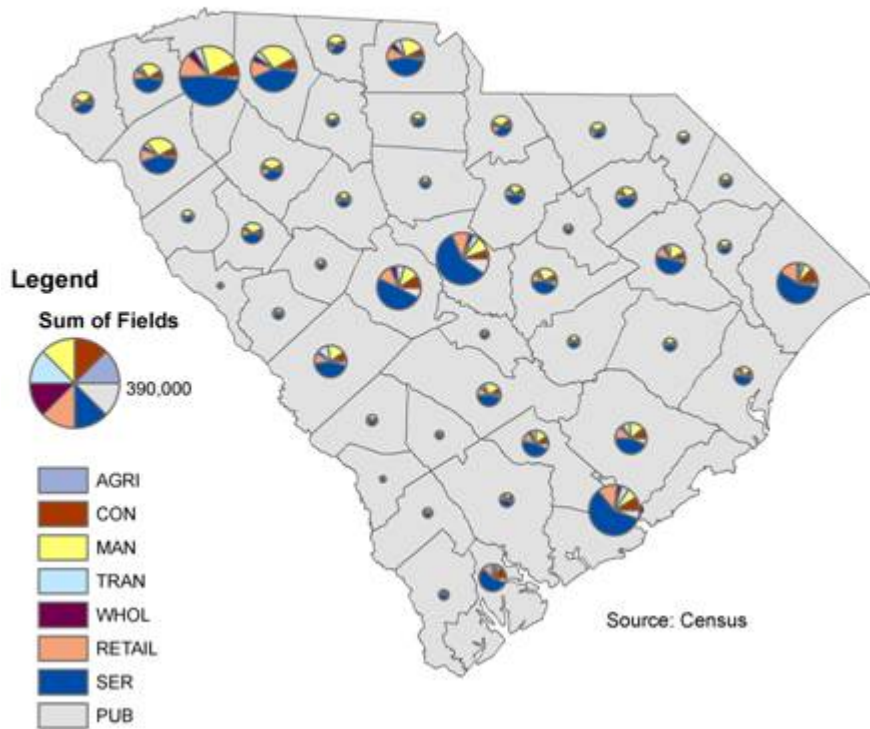 Legend
Sum of Fields
390,000
AGRI
CON
MAN
TRAN
WHOL
RETAIL
SER
PUB
Source: Census